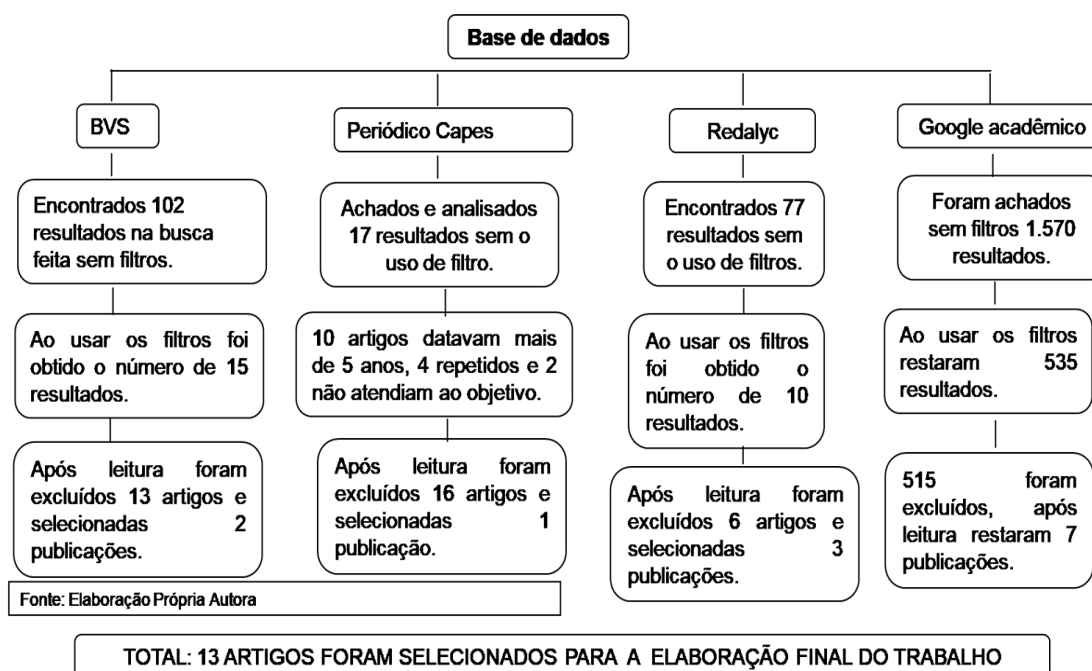 Base de dados
BVS
Encontrados 102
resultados na busca
feita sem filtros.
Ao usar os filtros foi
obtido o número de 15
resultados.
Após leitura foram
excluídos 13 artigos e
selecionadas 2
publicações.
Periódico Capes
Achados e analisados
17 resultados sem o
uso de filtro.
10 artigos datavam mais
de 5 anos, 4 repetidos e 2
não atendiam ao objetivo.
Após leitura foram
excluídos 16 artigos e
selecionadas 1
publicação.
Redalyc
Encontrados 77
resultados sem
o uso de filtros.
Ao usar os filtros
foi obtido o
número de 10
resultados.
Após leitura foram
excluídos 6 artigos e
selecionadas 3
publicações.
Google acadêmico
Foram achados
sem filtros 1.570
resultados.
Ao usar os filtros
restaram 535
resultados.
515 foram
excluídos, após
leitura restaram 7
publicações.
Fonte: Elaboração Própria Autora
TOTAL: 13 ARTIGOS FORAM SELECIONADOS PARA A ELABORAÇÃO FINAL DO TRABALHO